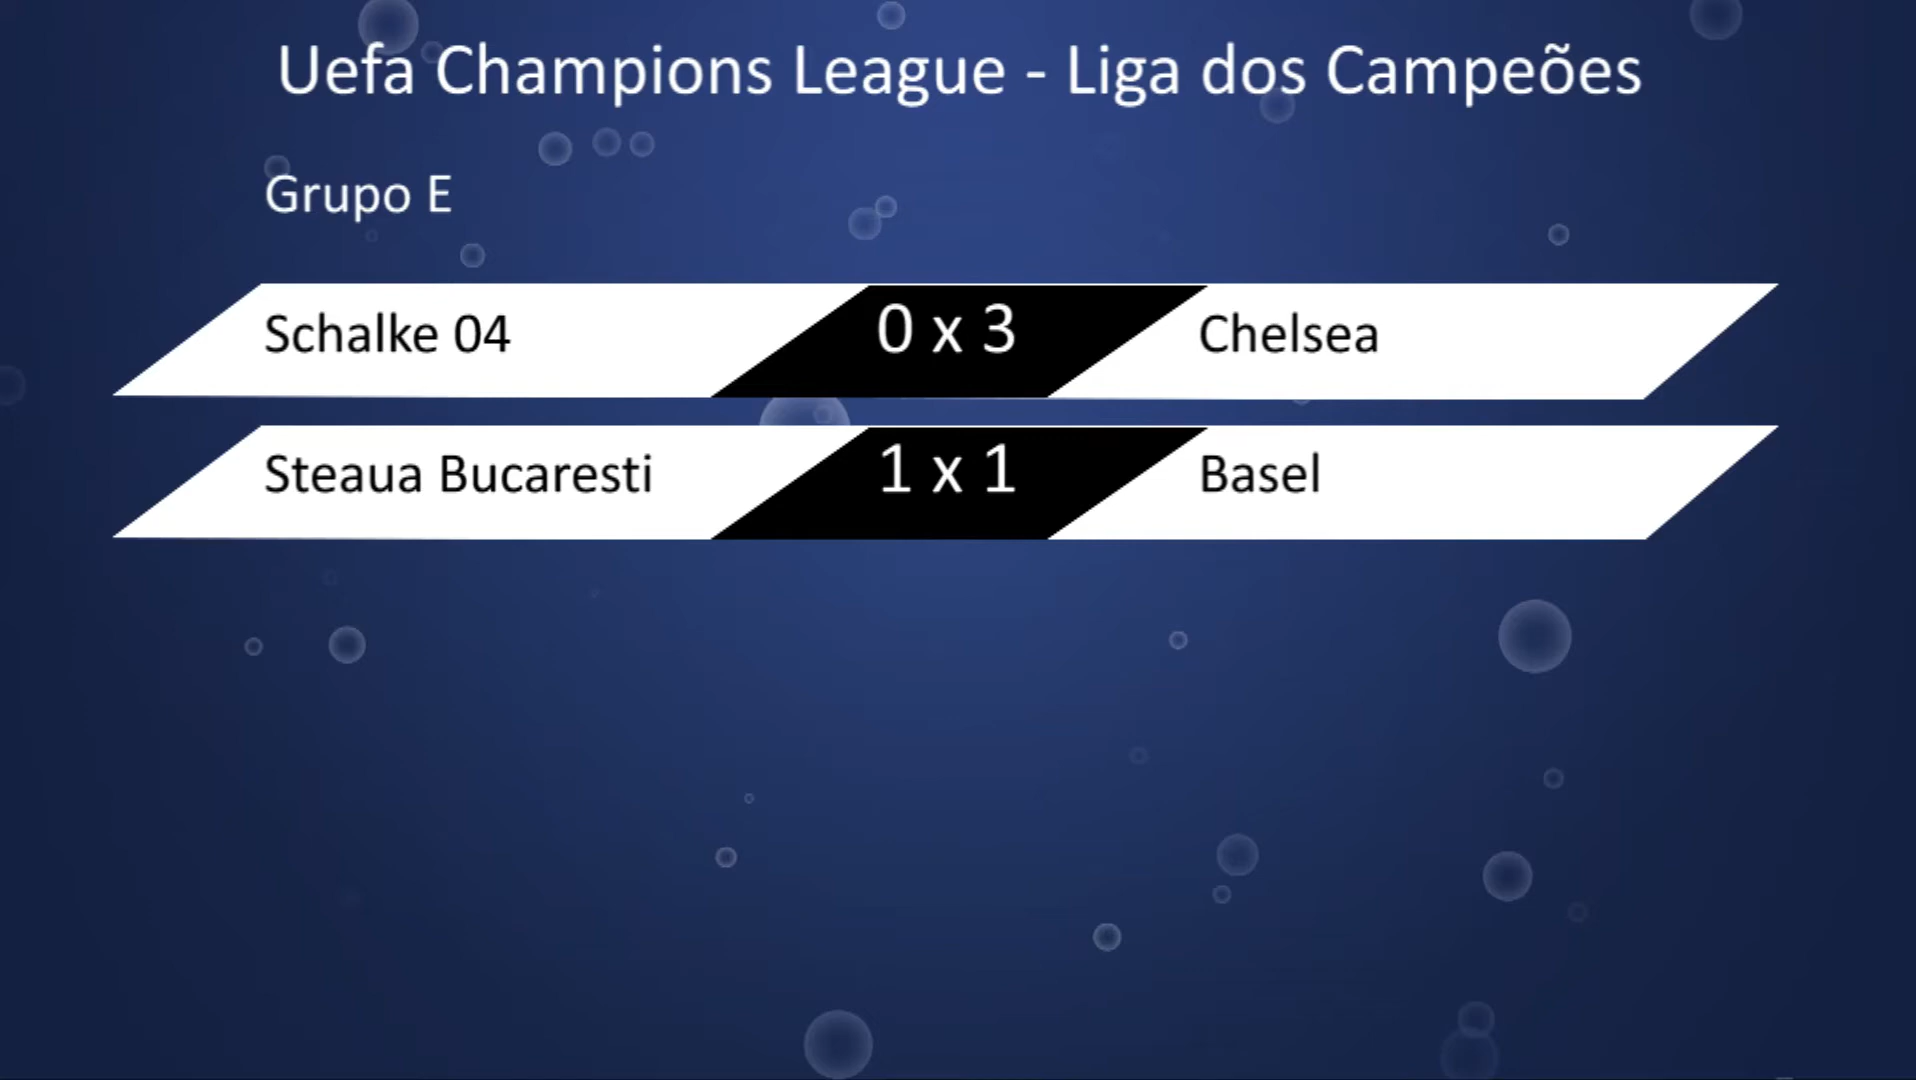 Uefa Champions League - Liga dos Campeões
Grupo E
Schalke 04 0 x 3 Chelsea
Steaua Bucaresti 1 x 1 Basel